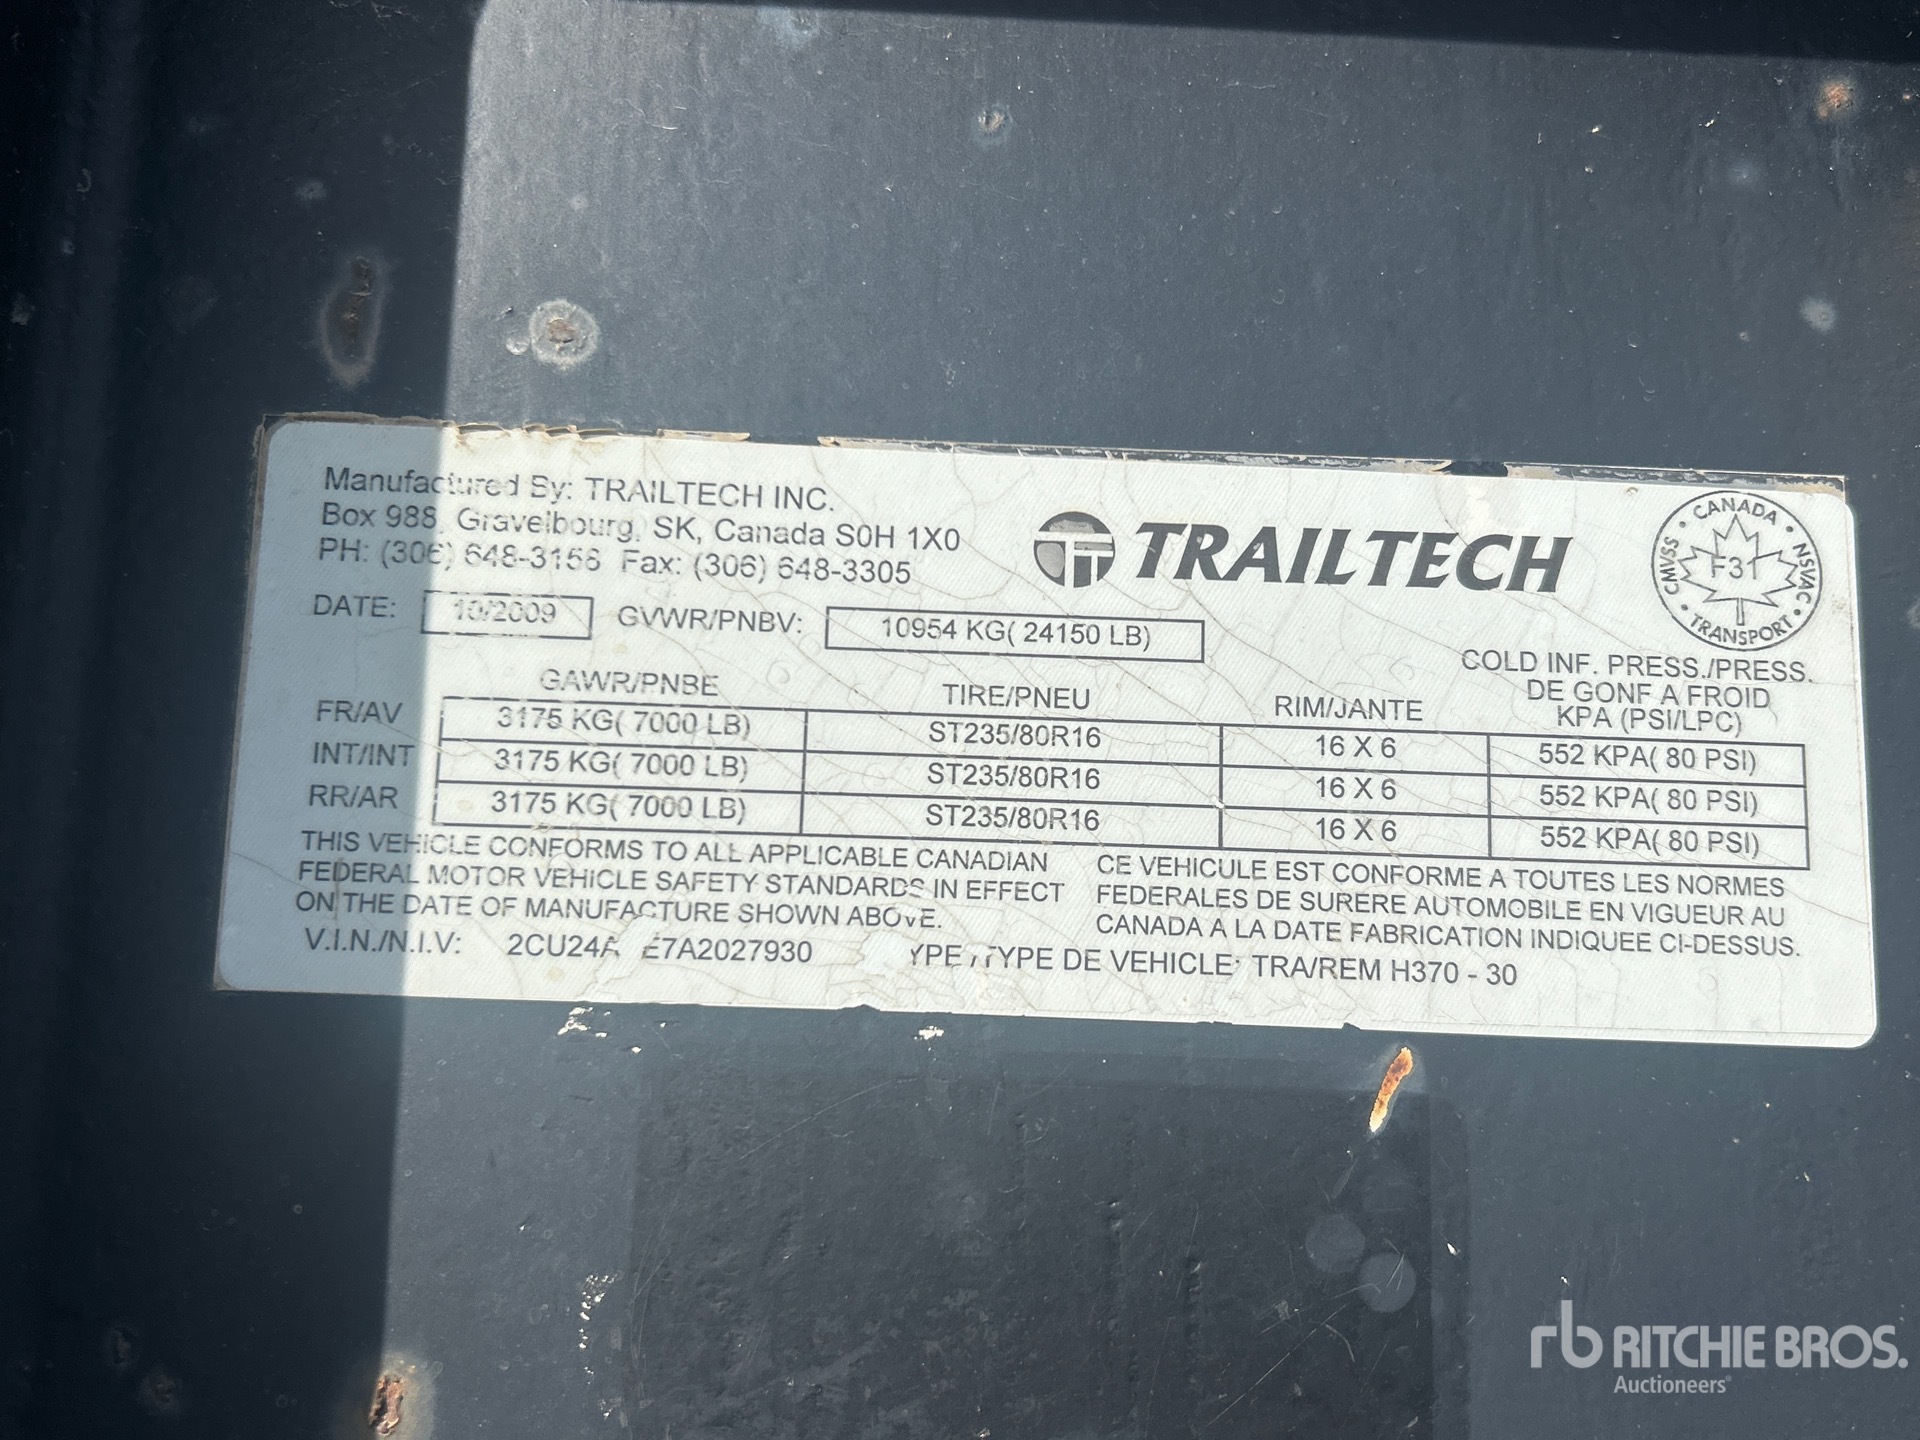 Manufactured By: TRAILTECH INC.
Box 988, Gravelbourg, SK, Canada S0H 1X0
PH: (306) 648-3158 Fax: (306) 648-3305
TRAILTECH
CANADA
CMVSS F31 NSVAC
TRANSPORT
DATE: 10/2009 GVWR/PNBV: 10954 KG( 24150 LB)
GAWR/PNBE TIRE/PNEU RIM/JANTE COLD INF. PRESS./PRESS.
DE GONF A FROID
KPA (PSI/LPC)
FR/AV 3175 KG( 7000 LB) ST235/80R16 16 X 6 552 KPA( 80 PSI)
INT/INT 3175 KG( 7000 LB) ST235/80R16 16 X 6 552 KPA( 80 PSI)
RR/AR 3175 KG( 7000 LB) ST235/80R16 16 X 6 552 KPA( 80 PSI)
THIS VEHICLE CONFORMS TO ALL APPLICABLE CANADIAN
FEDERAL MOTOR VEHICLE SAFETY STANDARDS IN EFFECT
ON THE DATE OF MANUFACTURE SHOWN ABOVE.
CE VEHICULE EST CONFORME A TOUTES LES NORMES
FEDERALES DE SURERE AUTOMOBILE EN VIGUEUR AU
CANADA A LA DATE FABRICATION INDIQUEE CI-DESSUS.
V.I.N./N.I.V: 2CU24A E7A2027930 YPE / TYPE DE VEHICLE: TRA/REM H370 - 30
rb RITCHIE BROS.
Auctioneers